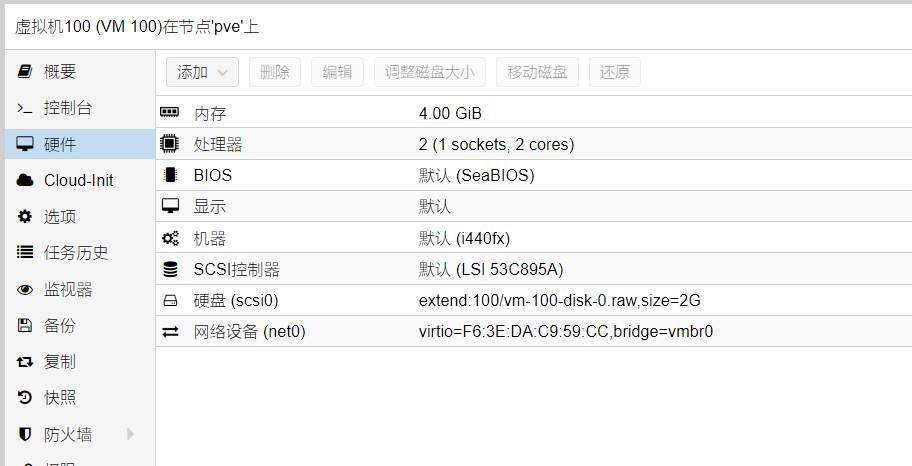 虚拟机100 (VM 100)在节点'pve'上
概要
控制台
硬件
Cloud-Init
选项
任务历史
监视器
备份
复制
快照
防火墙
添加 删除 编辑 调整磁盘大小 移动磁盘 还原
内存 4.00 GiB
处理器 2 (1 sockets, 2 cores)
BIOS 默认 (SeaBIOS)
显示 默认
机器 默认 (i440fx)
SCSI控制器 默认 (LSI 53C895A)
硬盘 (scsi0) extend:100/vm-100-disk-0.raw,size=2G
网络设备 (net0) virtio=F6:3E:DA:C9:59:CC,bridge=vmbr0